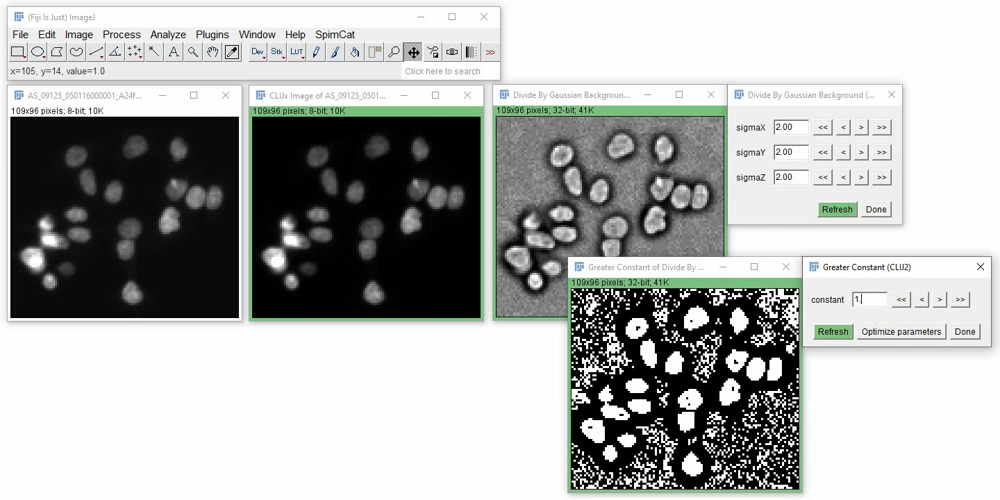 (Fiji Is Just) ImageJ
File Edit Image Process Analyze Plugins Window Help SpimCat
A Dev Stk LUT >>
x=105, y=14, value=1.0
Click here to search
AS_09125_050116000001_A24f...
109x96 pixels; 8-bit; 10K
CLIJx Image of AS_09125_0501...
109x96 pixels; 8-bit; 10K
Divide By Gaussian Backgroun...
109x96 pixels; 32-bit; 41K
Divide By Gaussian Background (...
sigmaX 2.00 << < > >>
sigmaY 2.00 << < > >>
sigmaZ 2.00 << < > >>
Refresh Done
Greater Constant of Divide By ...
109x96 pixels; 32-bit; 41K
Greater Constant (CLIJ2)
constant 1. << < > >>
Refresh Optimize parameters Done